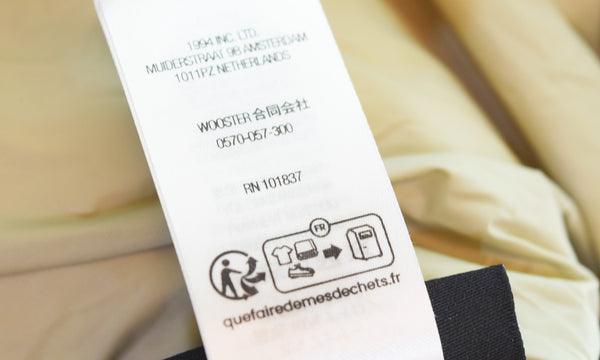 1994 INC. LTD.
MUIDERSTRAAT 9B AMSTERDAM
1011PZ NETHERLANDS
WOOSTER 合同会社
0570-057-300
RN 101837
FR
quefairedemesdechets.fr